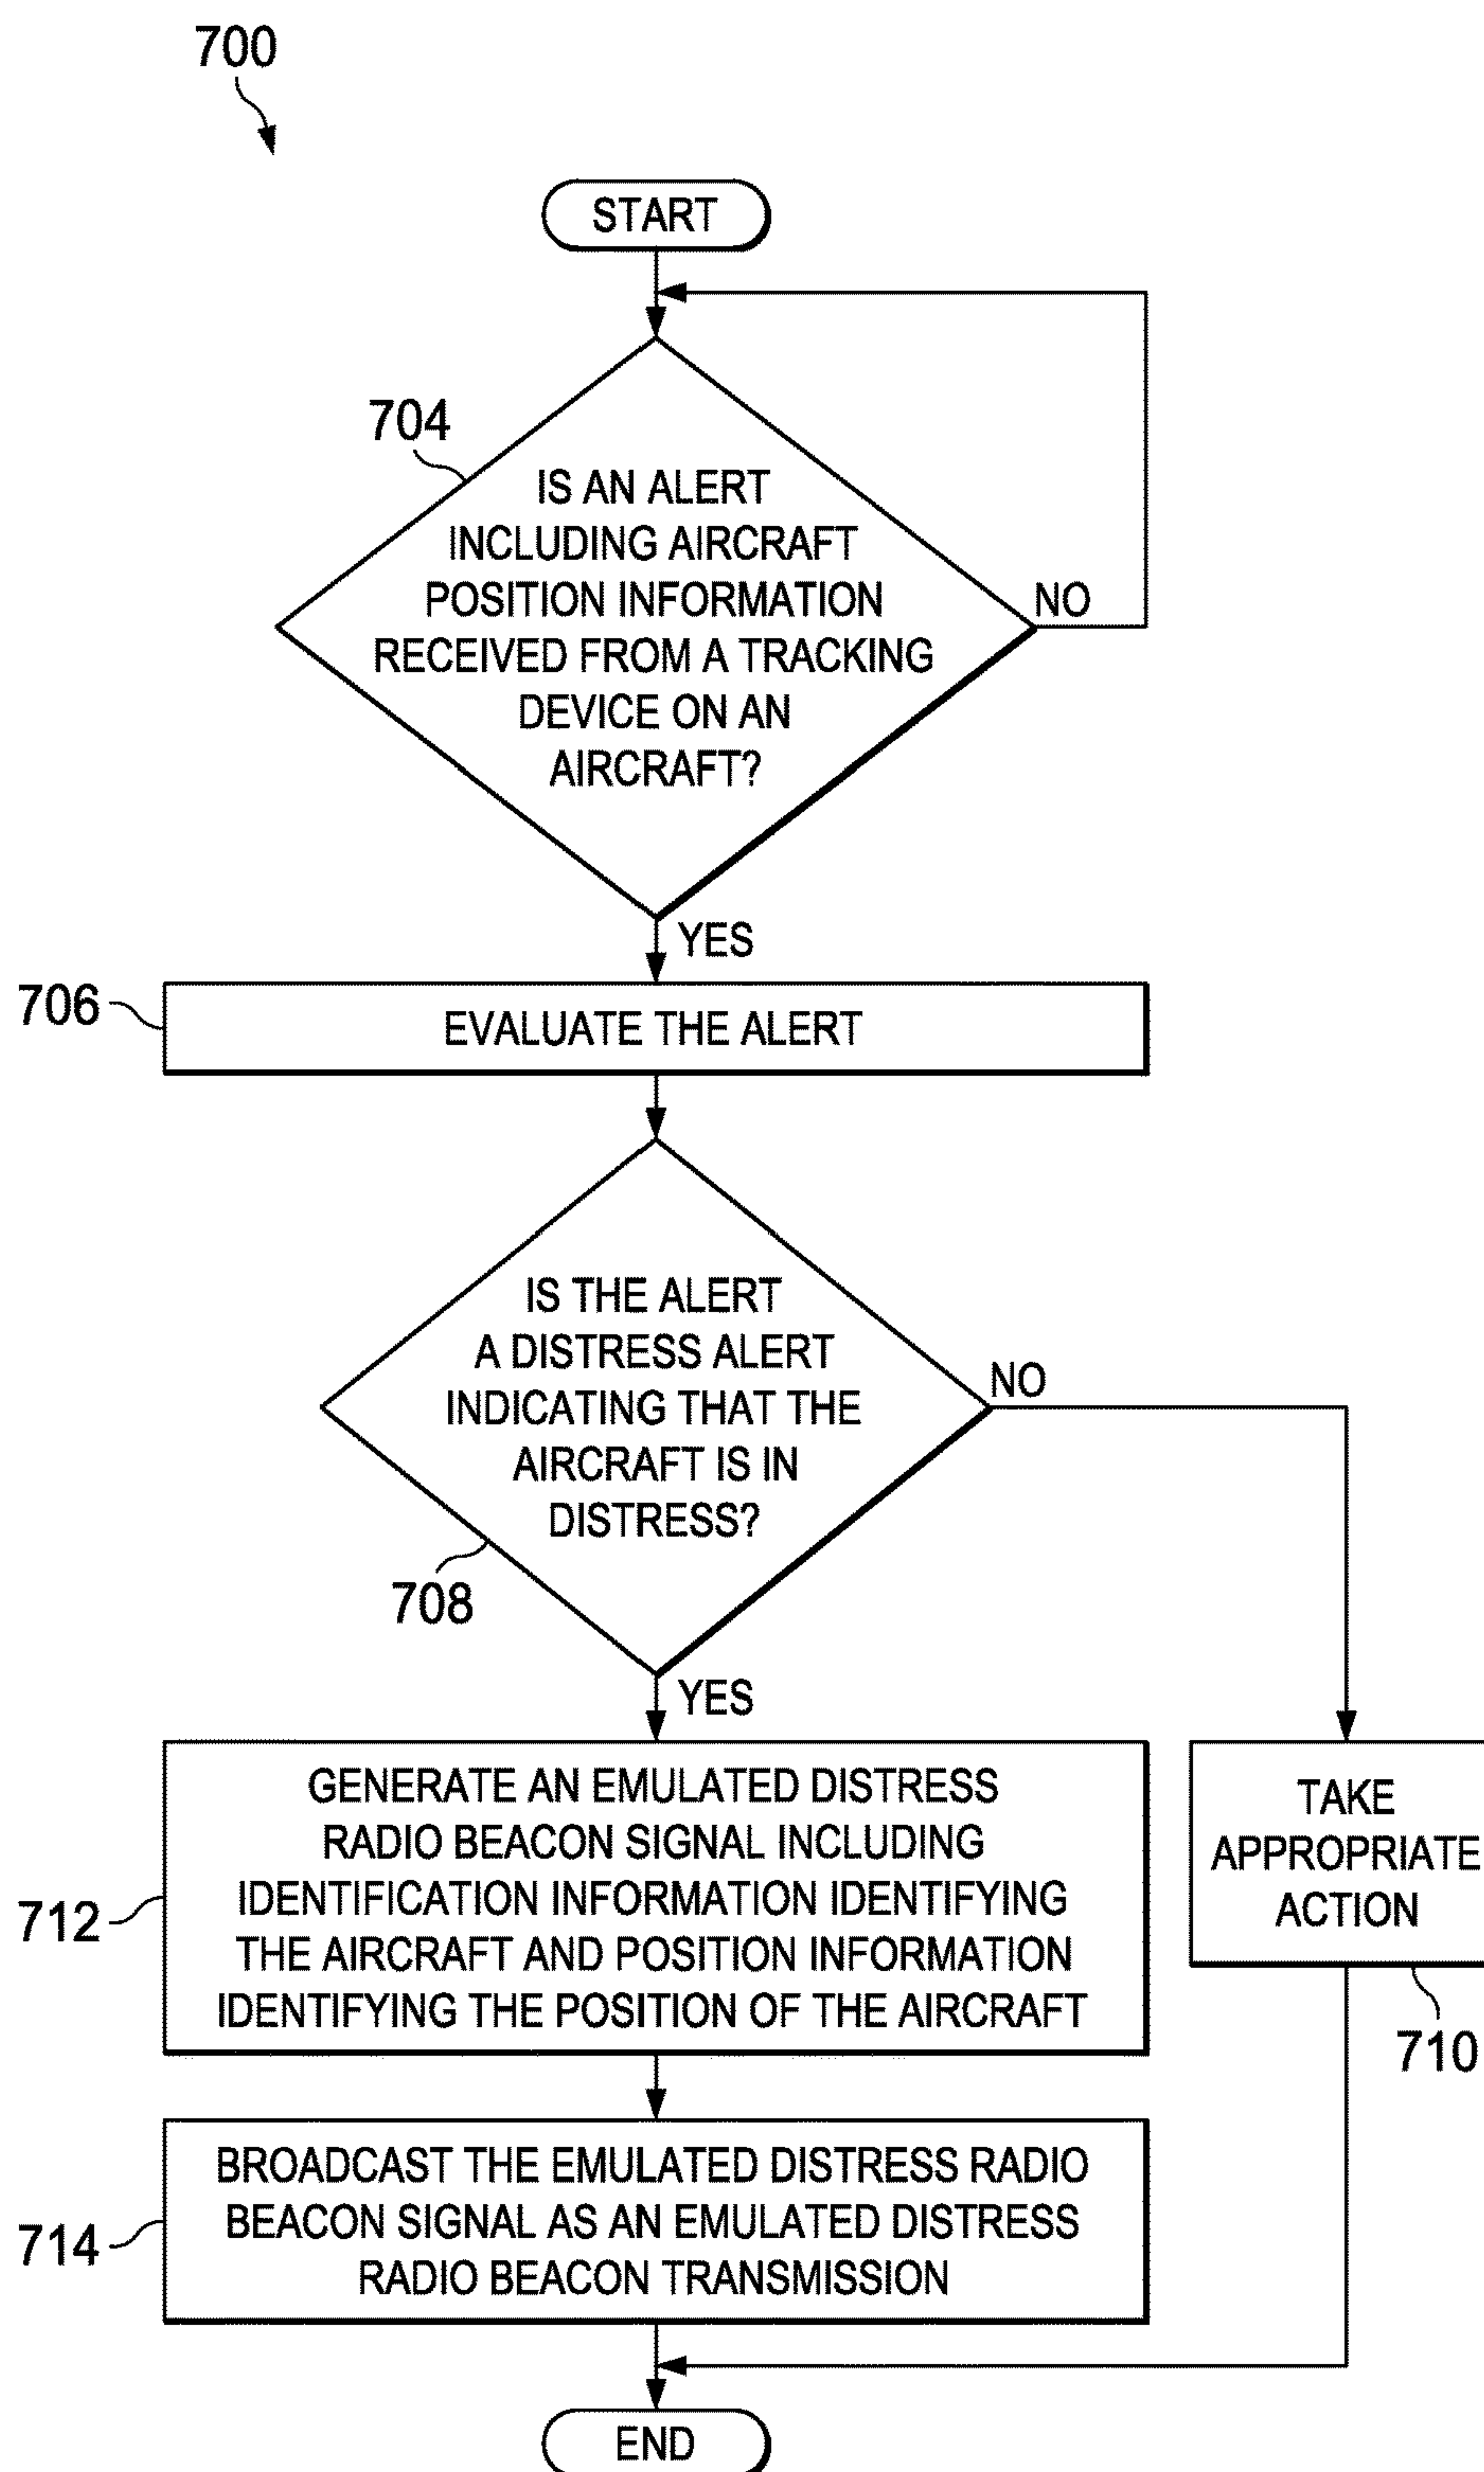 700
START
704
IS AN ALERT
INCLUDING AIRCRAFT
POSITION INFORMATION
RECEIVED FROM A TRACKING
DEVICE ON AN
AIRCRAFT?
NO
YES
706
EVALUATE THE ALERT
IS THE ALERT
A DISTRESS ALERT
INDICATING THAT THE
AIRCRAFT IS IN
DISTRESS?
NO
708
YES
GENERATE AN EMULATED DISTRESS
RADIO BEACON SIGNAL INCLUDING
IDENTIFICATION INFORMATION IDENTIFYING
THE AIRCRAFT AND POSITION INFORMATION
IDENTIFYING THE POSITION OF THE AIRCRAFT
712
TAKE
APPROPRIATE
ACTION
710
BROADCAST THE EMULATED DISTRESS RADIO
BEACON SIGNAL AS AN EMULATED DISTRESS
RADIO BEACON TRANSMISSION
714
END